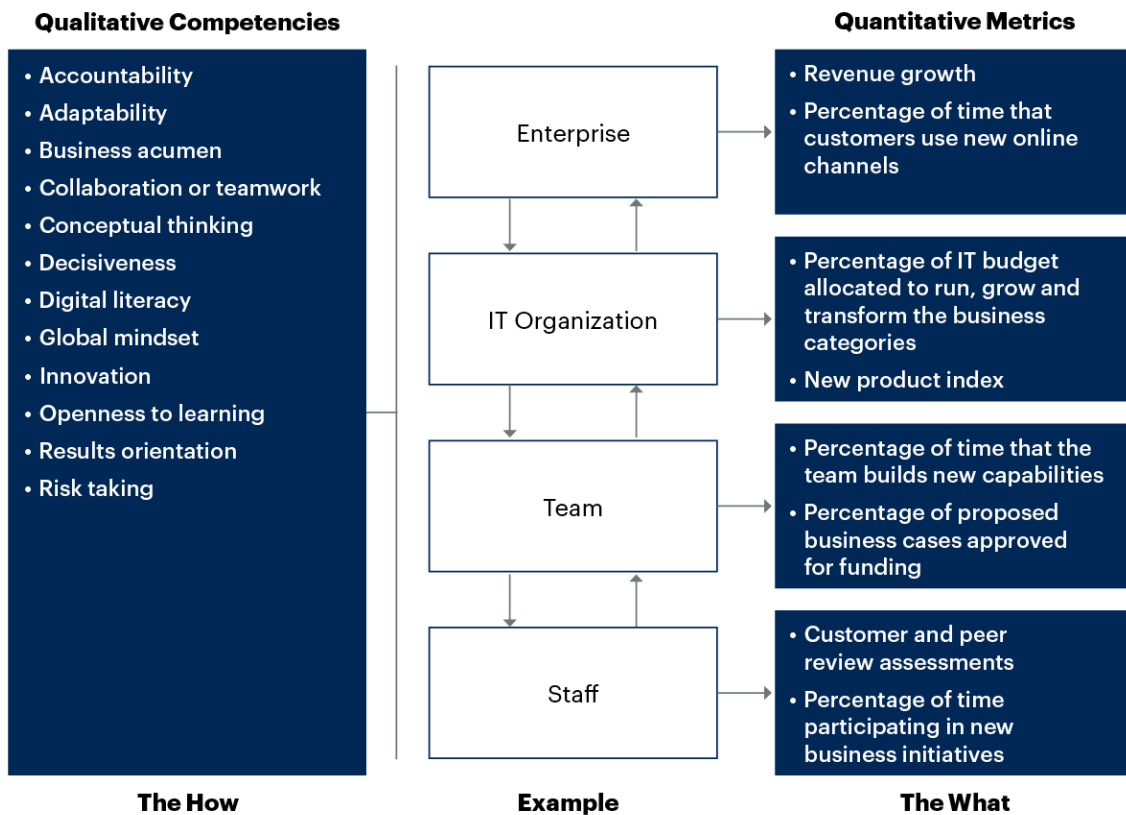 Qualitative Competencies
• Accountability
• Adaptability
• Business acumen
• Collaboration or teamwork
• Conceptual thinking
• Decisiveness
• Digital literacy
• Global mindset
• Innovation
• Openness to learning
• Results orientation
• Risk taking
The How
Enterprise
IT Organization
Team
Staff
Example
Quantitative Metrics
• Revenue growth
• Percentage of time that
customers use new online
channels
• Percentage of IT budget
allocated to run, grow and
transform the business
categories
• New product index
• Percentage of time that the
team builds new capabilities
• Percentage of proposed
business cases approved
for funding
• Customer and peer
review assessments
• Percentage of time
participating in new
business initiatives
The What